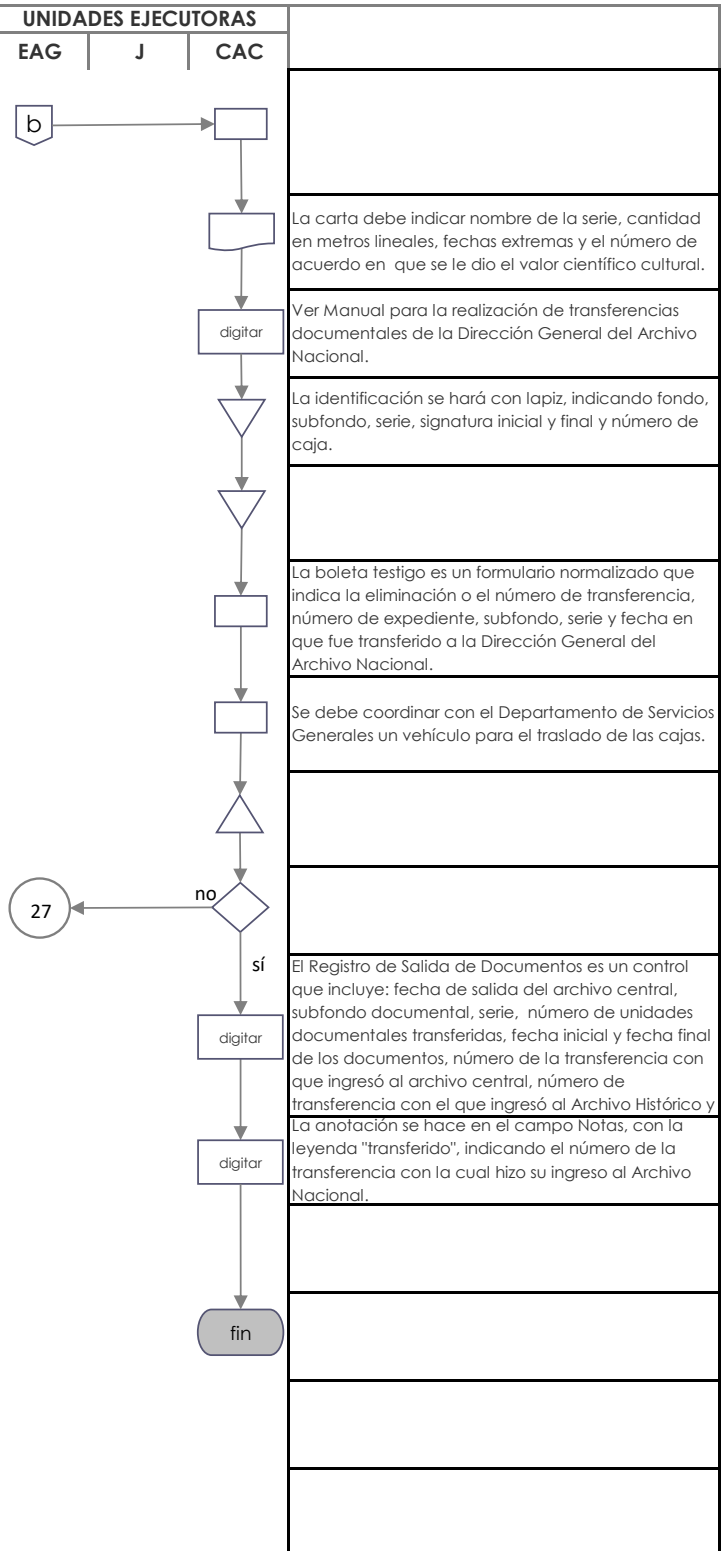 UNIDADES EJECUTORAS
EAG J CAC
b
La carta debe indicar nombre de la serie, cantidad
en metros lineales, fechas extremas y el número de
acuerdo en que se le dio el valor científico cultural.
digitar
Ver Manual para la realización de transferencias
documentales de la Dirección General del Archivo
Nacional.
La identificación se hará con lapiz, indicando fondo,
subfondo, serie, signatura inicial y final y número de
caja.
La boleta testigo es un formulario normalizado que
indica la eliminación o el número de transferencia,
número de expediente, subfondo, serie y fecha en
que fue transferido a la Dirección General del
Archivo Nacional.
Se debe coordinar con el Departamento de Servicios
Generales un vehículo para el traslado de las cajas.
27
no
sí
digitar
El Registro de Salida de Documentos es un control
que incluye: fecha de salida del archivo central,
subfondo documental, serie, número de unidades
documentales transferidas, fecha inicial y fecha final
de los documentos, número de la transferencia con
que ingresó al archivo central, número de
transferencia con el que ingresó al Archivo Histórico y
digitar
La anotación se hace en el campo Notas, con la
leyenda "transferido", indicando el número de la
transferencia con la cual hizo su ingreso al Archivo
Nacional.
fin